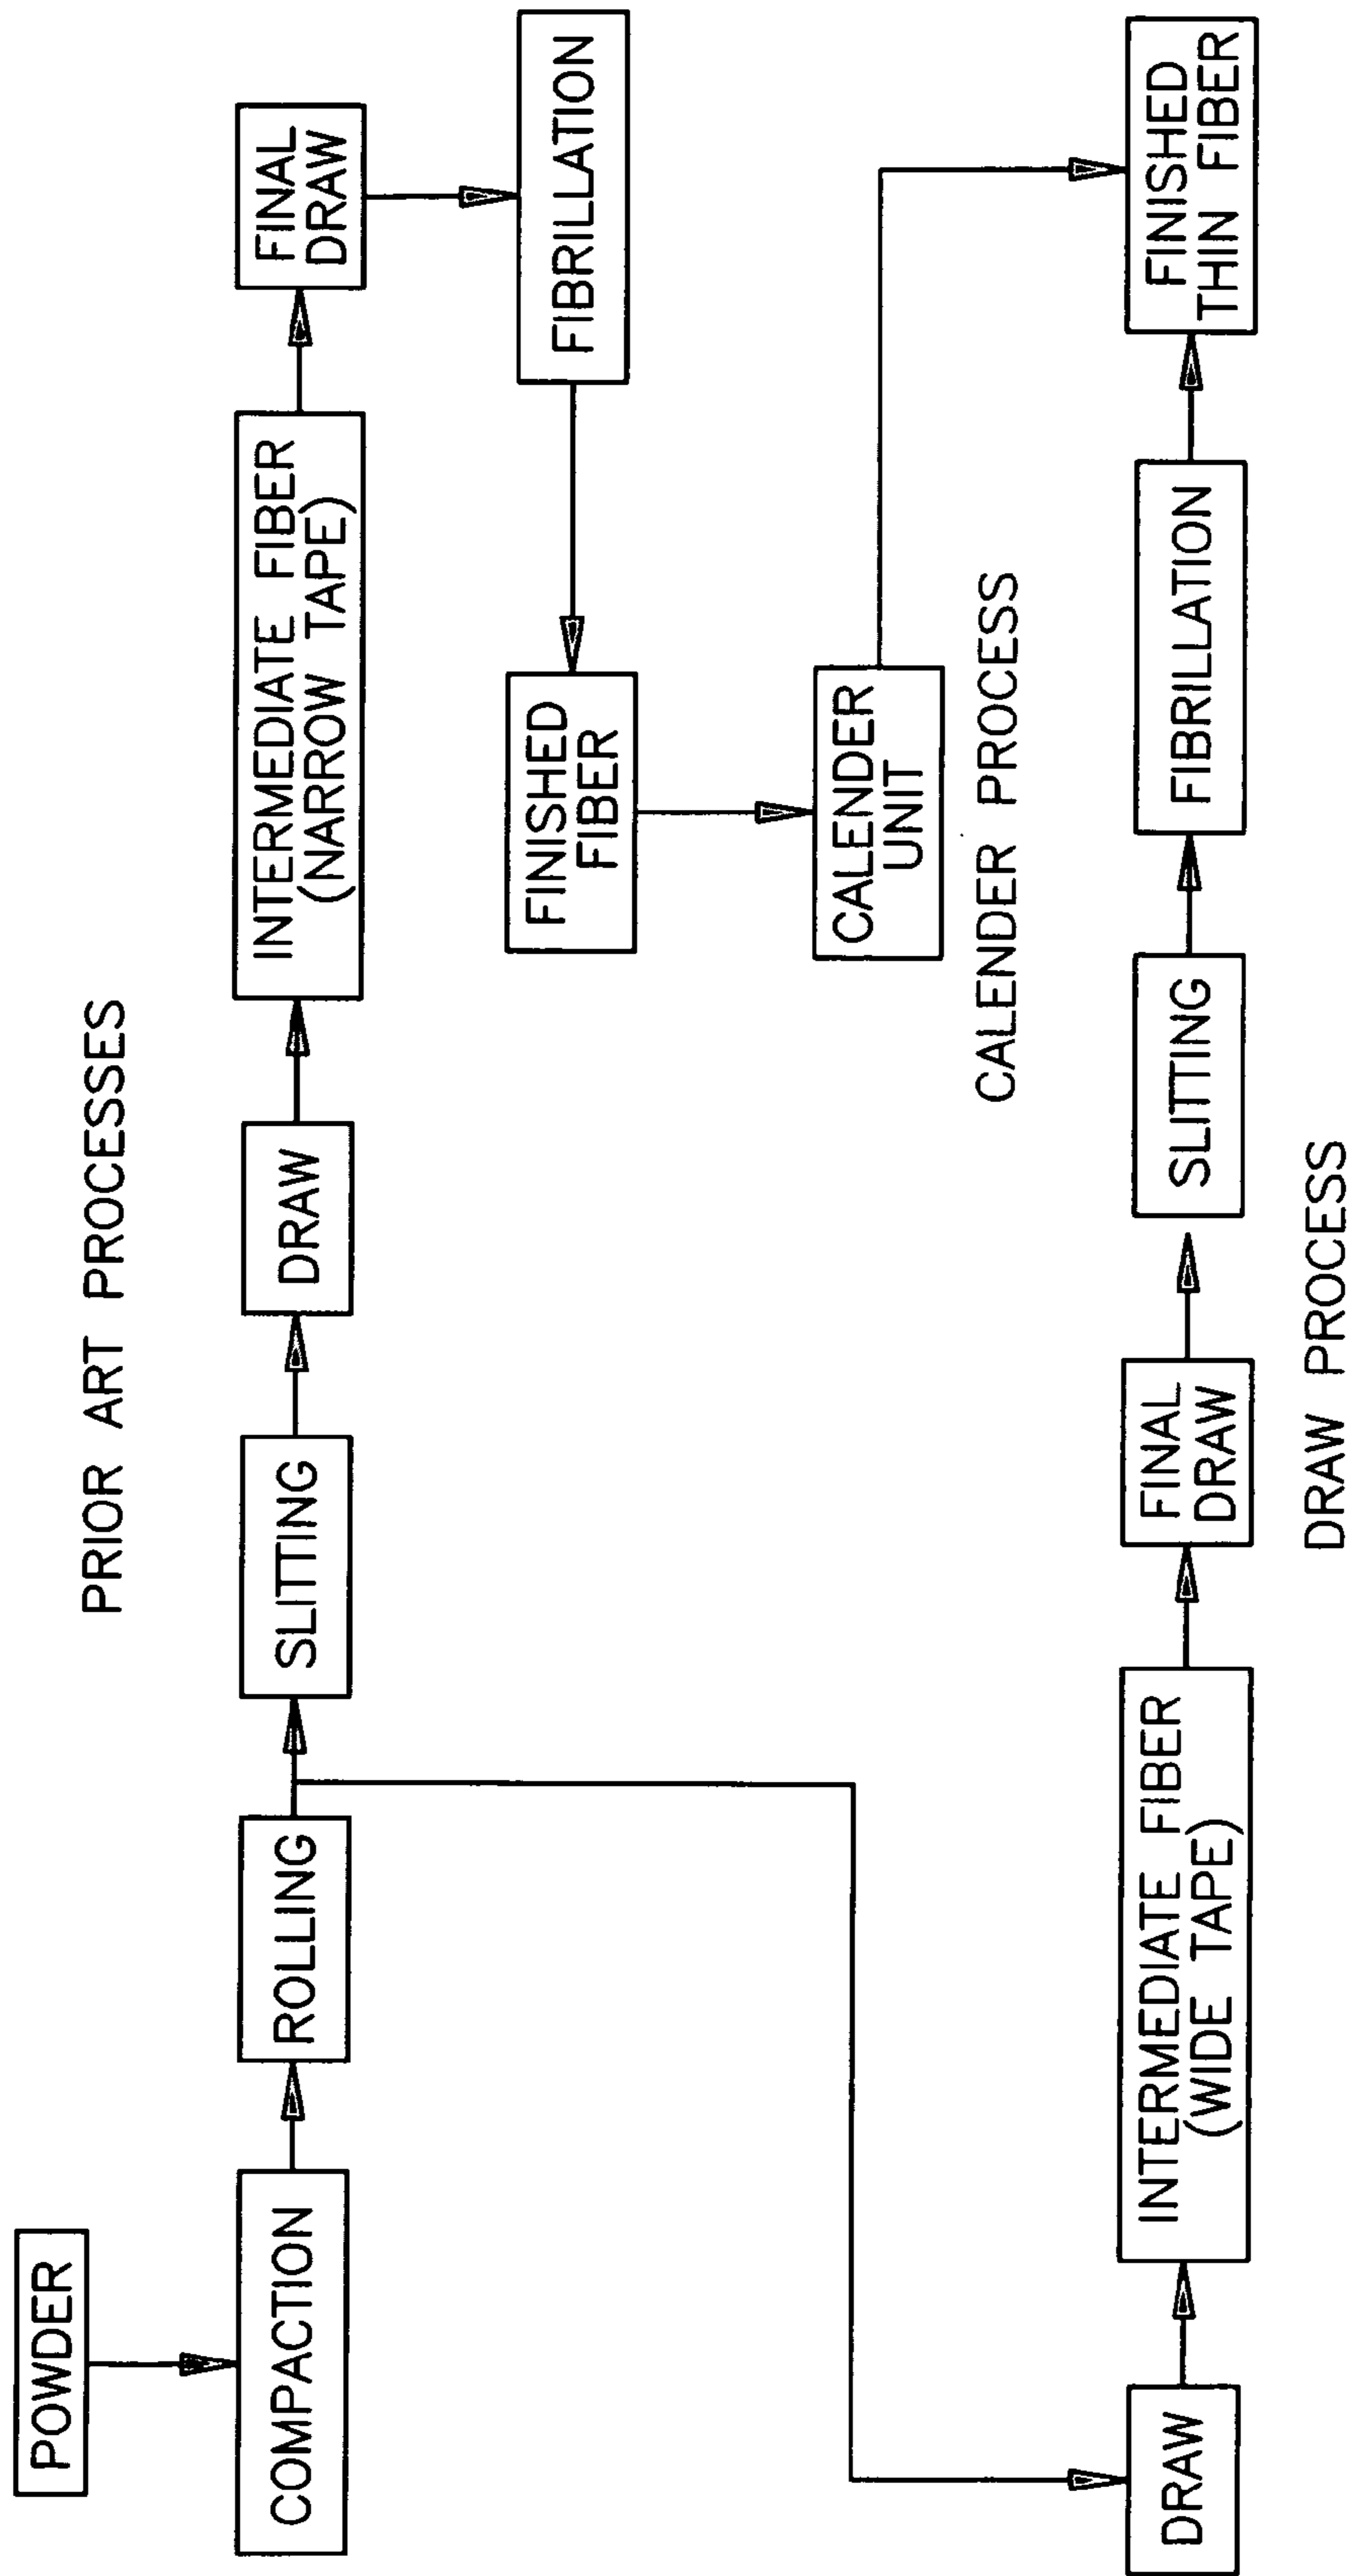 PRIOR ART PROCESSES
POWDER
COMPACTION
ROLLING
SLITTING
DRAW
INTERMEDIATE FIBER
(NARROW TAPE)
FINAL
DRAW
FIBRILLATION
FINISHED
FIBER
CALENDER
UNIT
CALENDER PROCESS
DRAW
INTERMEDIATE FIBER
(WIDE TAPE)
FINAL
DRAW
SLITTING
FIBRILLATION
FINISHED
THIN FIBER
DRAW PROCESS